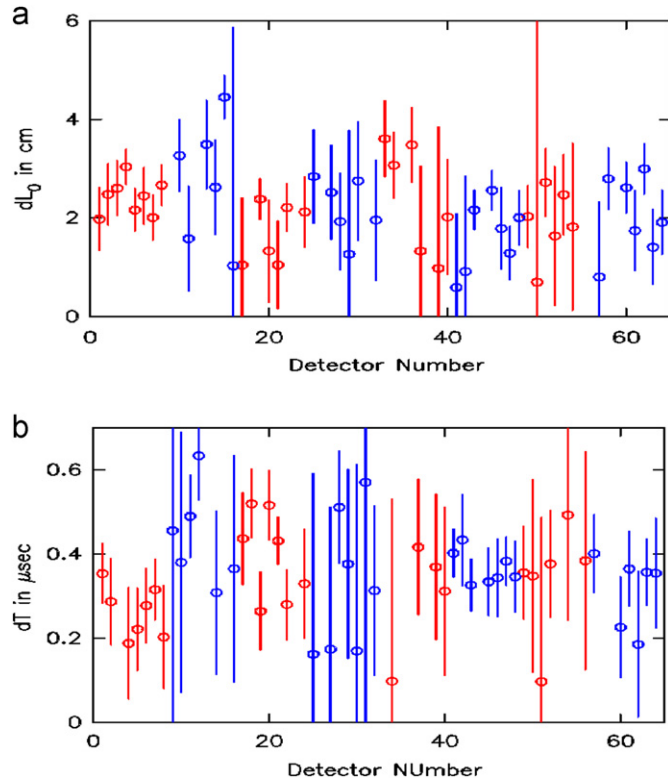 a
6
4
2
0
dL₀ in cm
0 20 40 60
Detector Number
b
0.6
0.4
0.2
0
dT in μsec
0 20 40 60
Detector NUmber